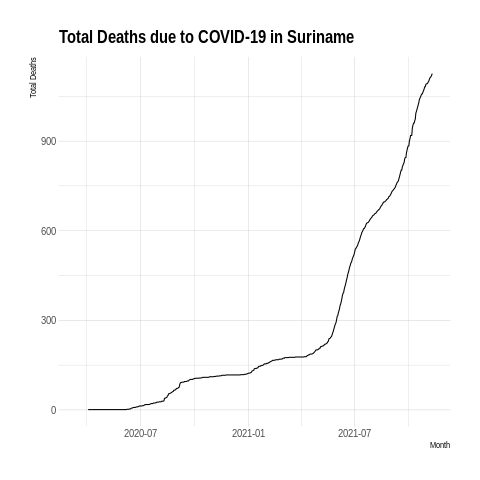 Total Deaths due to COVID-19 in Suriname
Total Deaths
900
600
300
0
2020-07
2021-01
2021-07
Month